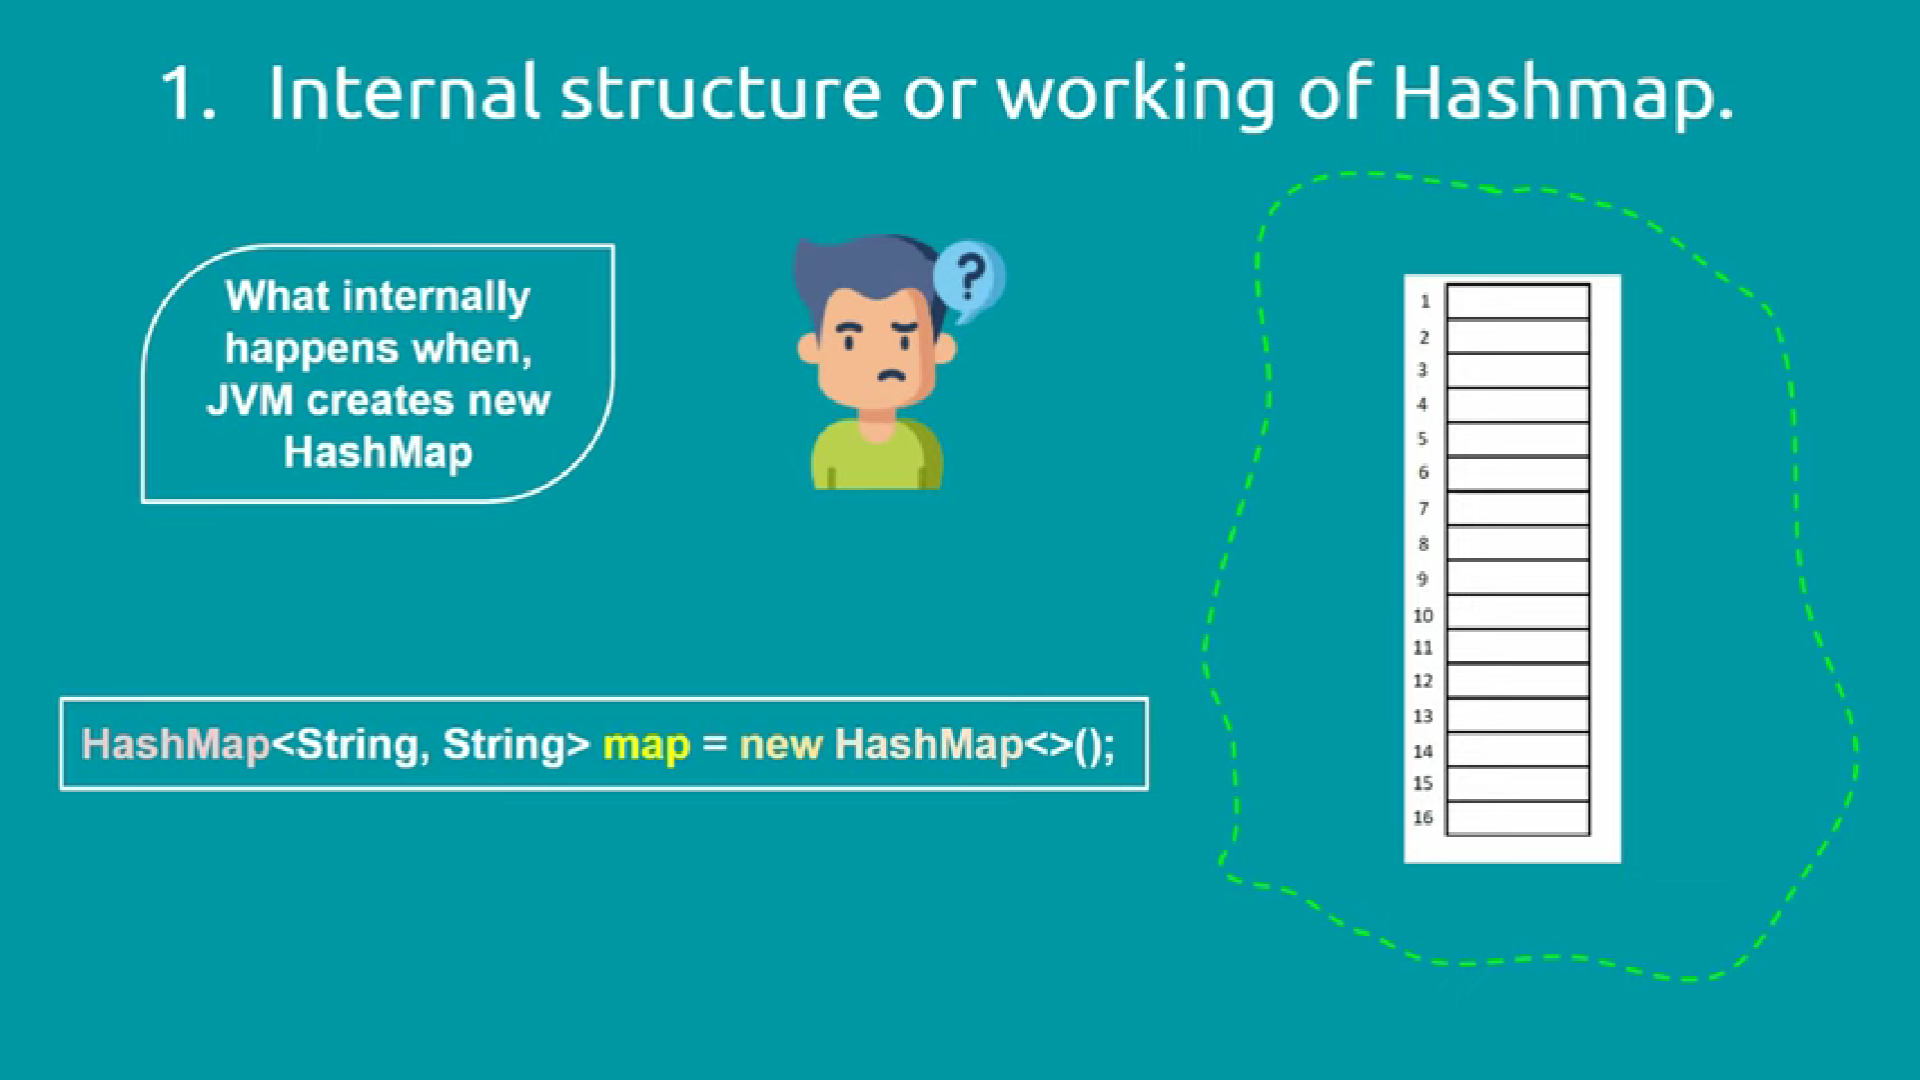 1. Internal structure or working of Hashmap.
What internally
happens when,
JVM creates new
HashMap
?
HashMap<String, String> map = new HashMap<>();
1
2
3
4
5
6
7
8
9
10
11
12
13
14
15
16